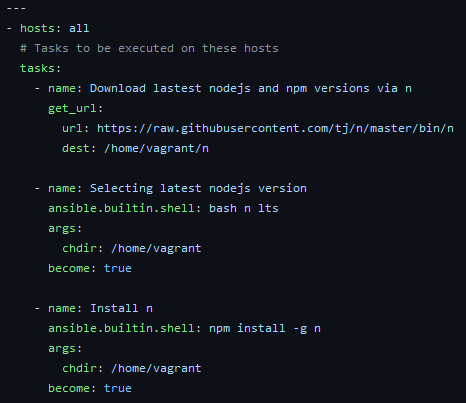 ---
- hosts: all
  # Tasks to be executed on these hosts
  tasks:
    - name: Download lastest nodejs and npm versions via n
      get_url:
        url: https://raw.githubusercontent.com/tj/n/master/bin/n
        dest: /home/vagrant/n

    - name: Selecting latest nodejs version
      ansible.builtin.shell: bash n lts
      args:
        chdir: /home/vagrant
      become: true

    - name: Install n
      ansible.builtin.shell: npm install -g n
      args:
        chdir: /home/vagrant
      become: true